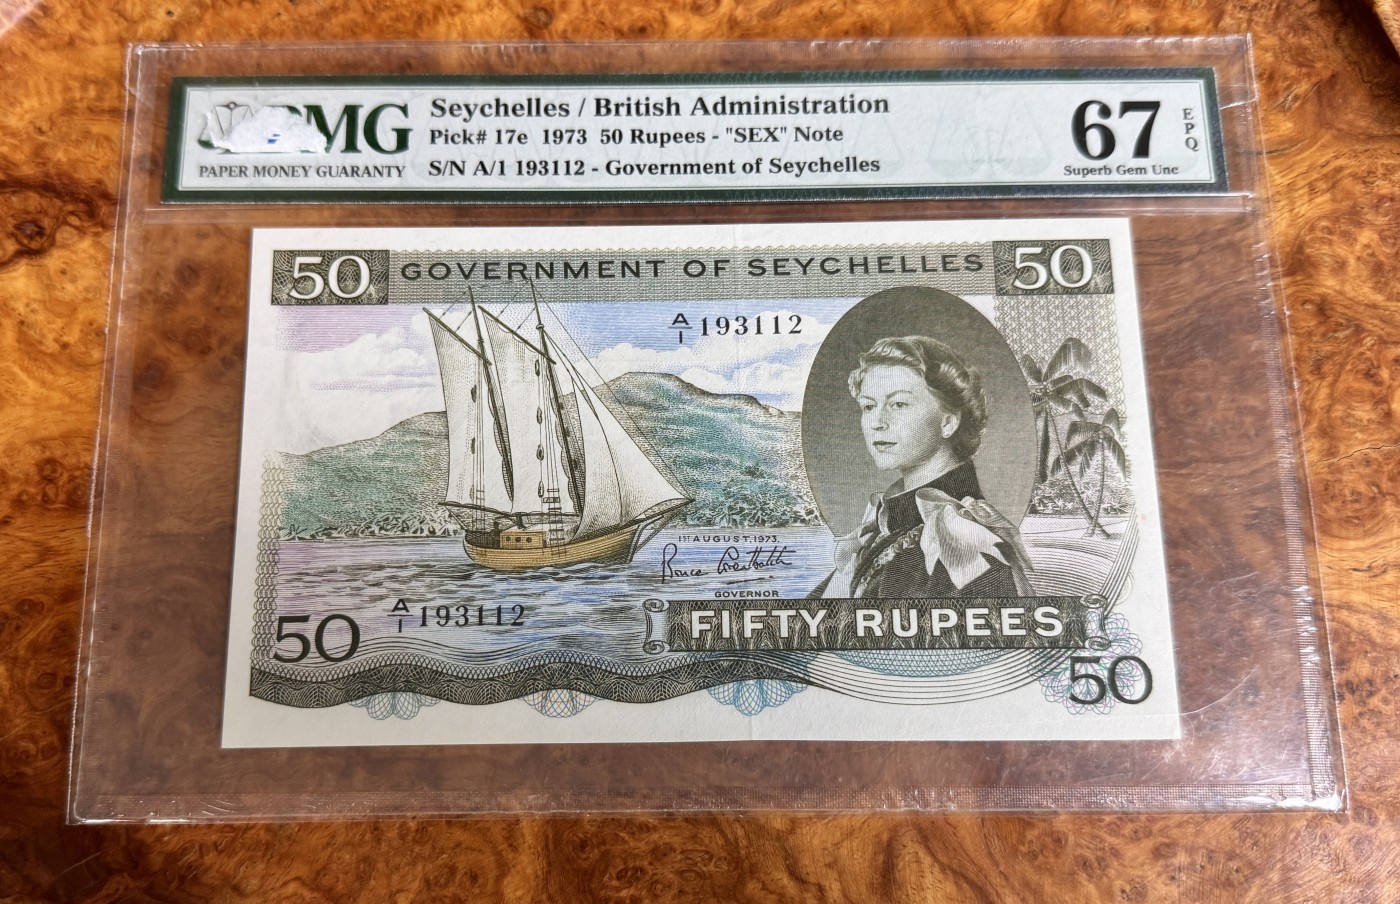 PMG
PAPER MONEY GUARANTY
Seychelles / British Administration
Pick# 17e 1973 50 Rupees - "SEX" Note
S/N A/1 193112 - Government of Seychelles
67
EPQ
Superb Gem Unc
50 GOVERNMENT OF SEYCHELLES 50
A/1 193112
1ST AUGUST, 1973.
GOVERNOR
A/1 193112
FIFTY RUPEES
50
50